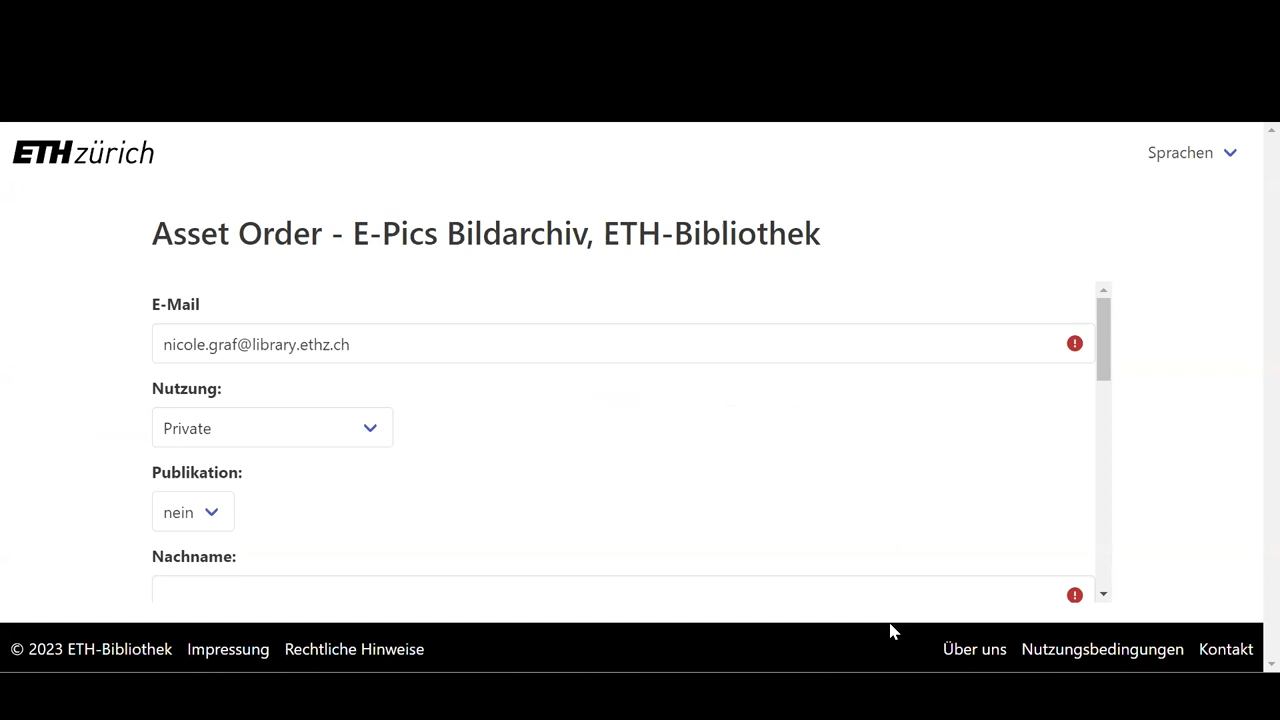 ETH zürich
Sprachen
Asset Order - E-Pics Bildarchiv, ETH-Bibliothek
E-Mail
nicole.graf@library.ethz.ch
Nutzung:
Private
Publikation:
nein
Nachname:
© 2023 ETH-Bibliothek Impressung Rechtliche Hinweise
Über uns Nutzungsbedingungen Kontakt